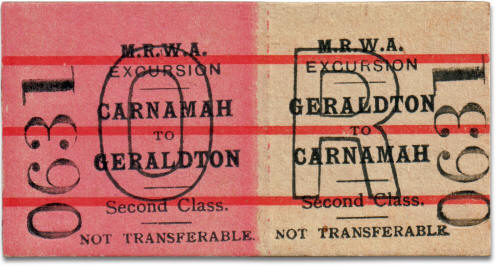 0631
M.R.W.A.
EXCURSION
CARNAMAH
TO
GERALDTON
Second Class.
NOT TRANSFERABLE.
O
M.R.W.A.
EXCURSION
GERALDTON
TO
CARNAMAH
Second Class.
NOT TRANSFERABLE.
R
0631